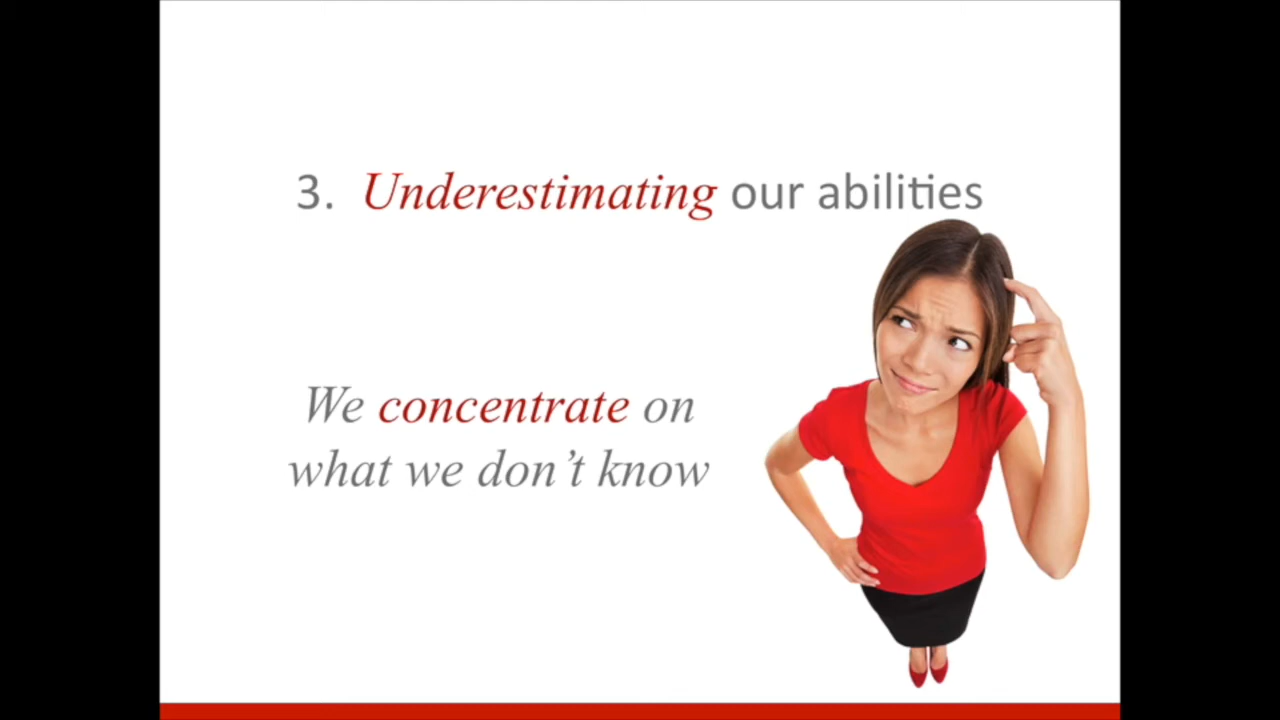 3. Underestimating our abilities
We concentrate on
what we don’t know